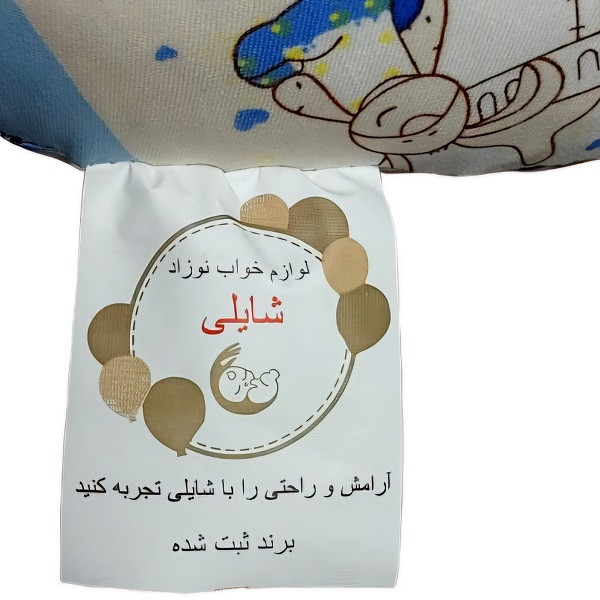 لوازم خواب نوزاد
شایلی
آرامش و راحتی را با شایلی تجربه کنید
برند ثبت شده